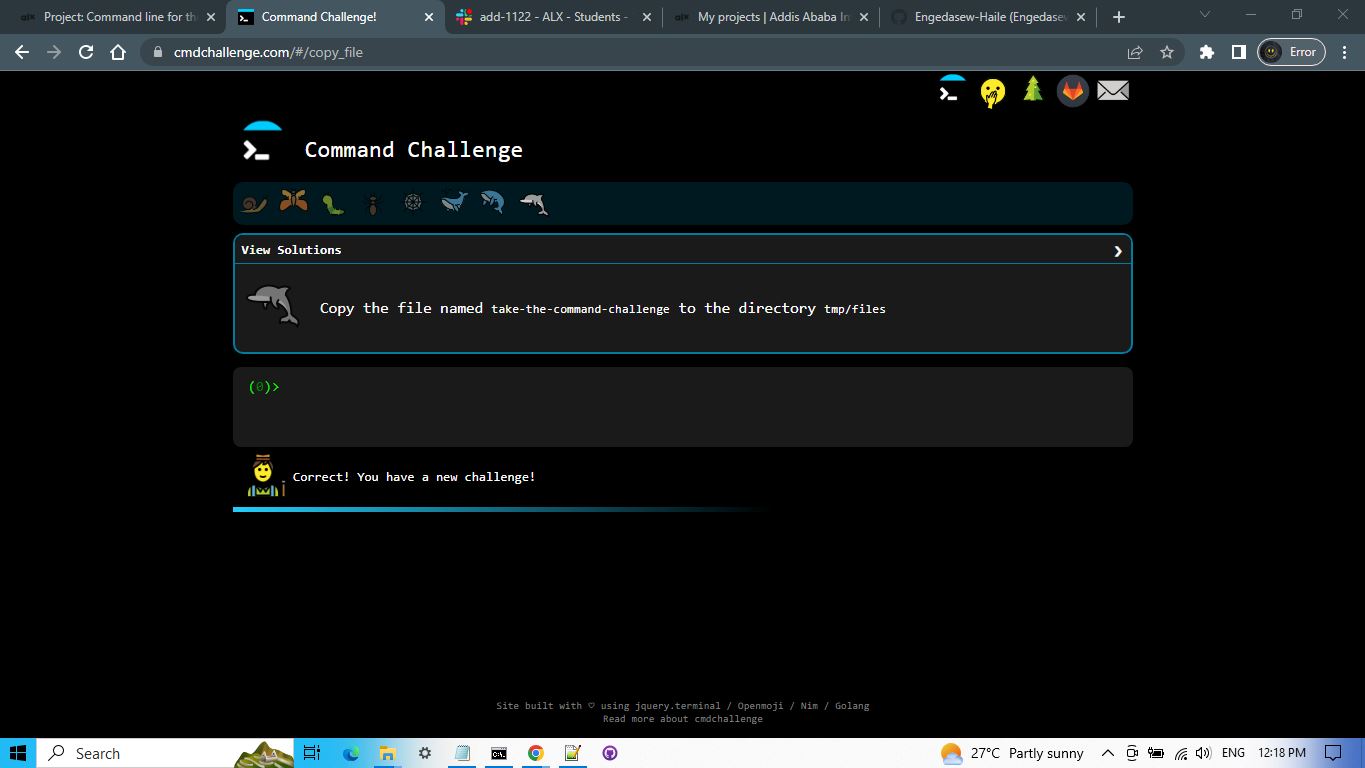 Project: Command line for th
Command Challenge!
add-1122 - ALX - Students -
My projects | Addis Ababa In
Engedasew-Haile (Engedasew
cmdchallenge.com/#/copy_file
Error
Command Challenge
View Solutions
Copy the file named take-the-command-challenge to the directory tmp/files
(0)>
Correct! You have a new challenge!
Site built with ♡ using jquery.terminal / Openmoji / Nim / Golang
Read more about cmdchallenge
Search
27°C Partly sunny
ENG
12:18 PM